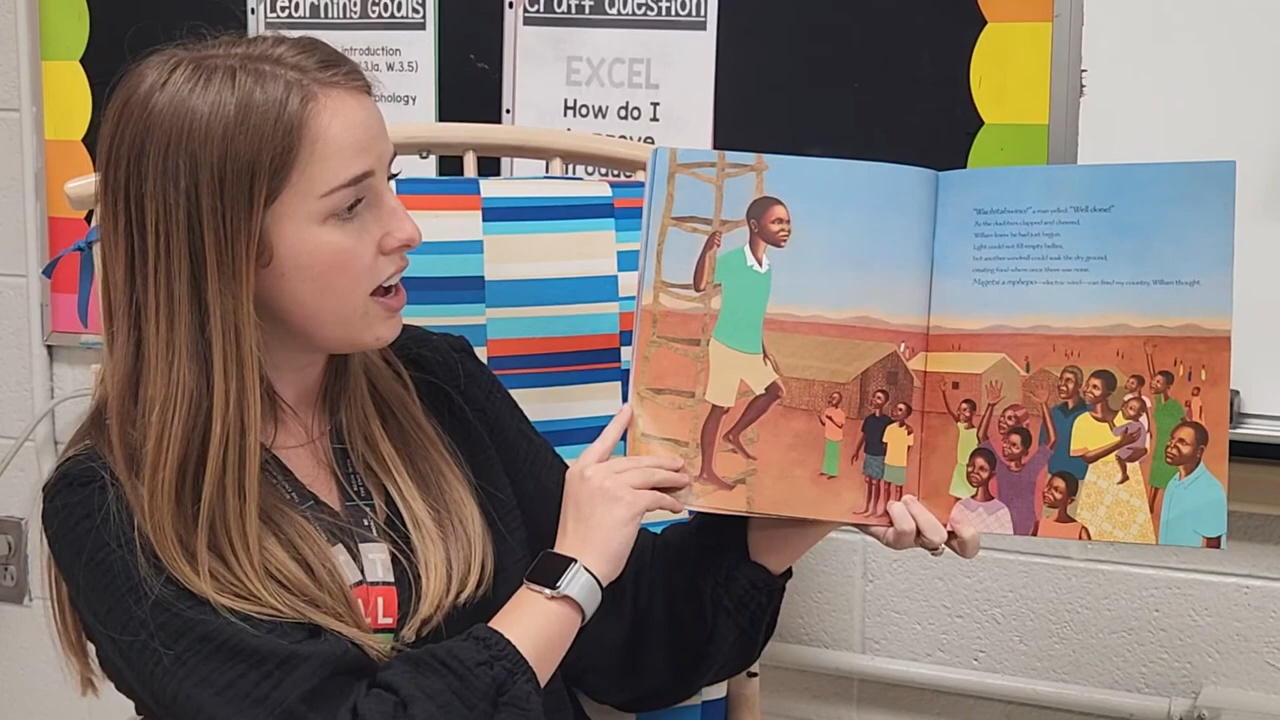 Learning Goals
introduction
W.3.5)
Craft Question
EXCEL
How do I
"Wachitabwino!" a man yelled. "Well done!"
As the doubters clapped and cheered,
William knew he had just begun.
Light could not fill empty bellies,
but another windmill could soak the dry ground,
creating food where once there was none.
Magetsi a mphepo—electric wind—can feed my country, William thought.